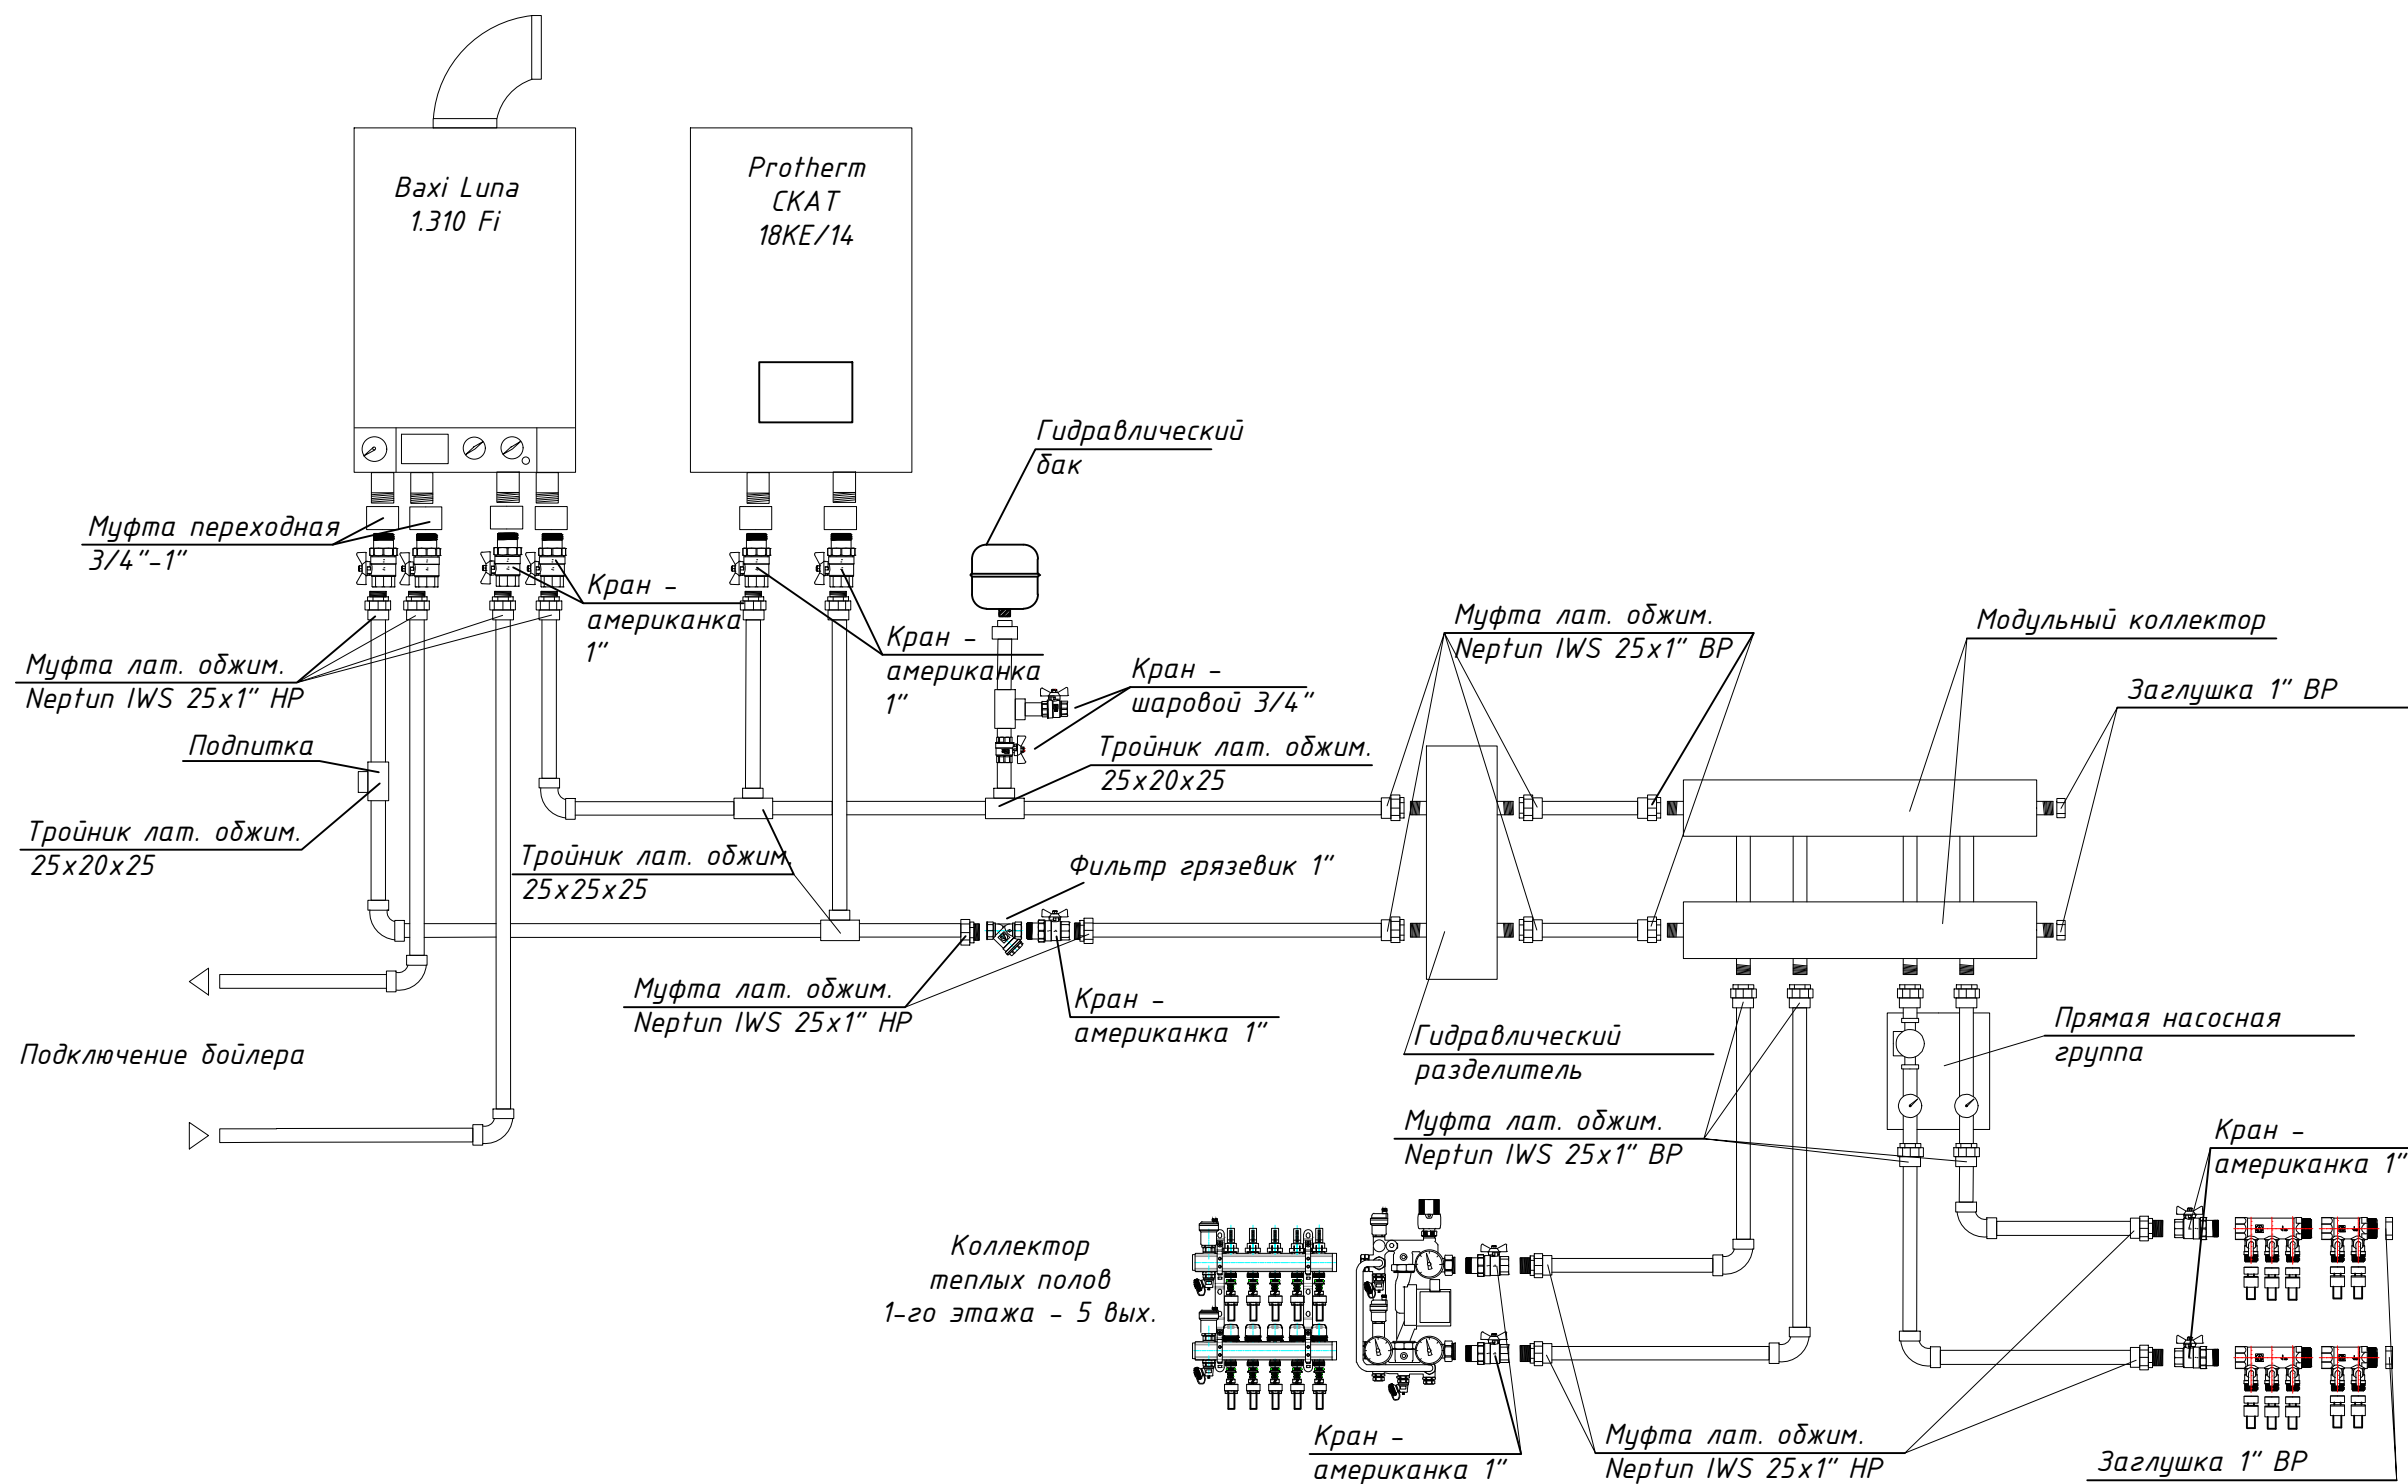 Baxi Luna
1.310 Fi
Protherm
СКАТ
18КЕ/14
Гидравлический
бак
Муфта переходная
3/4"-1"
Кран -
американка
1"
Кран -
американка
1"
Муфта лат. обжим.
Neptun IWS 25x1" НР
Кран -
шаровой 3/4"
Муфта лат. обжим.
Neptun IWS 25x1" ВР
Модульный коллектор
Заглушка 1" ВР
Подпитка
Тройник лат. обжим.
25x20x25
Тройник лат. обжим.
25x20x25
Тройник лат. обжим.
25x25x25
Фильтр грязевик 1"
Муфта лат. обжим.
Neptun IWS 25x1" НР
Кран -
американка 1"
Гидравлический
разделитель
Прямая насосная
группа
Подключение бойлера
Муфта лат. обжим.
Neptun IWS 25x1" ВР
Кран -
американка 1"
Коллектор
теплых полов
1-го этажа - 5 вых.
Кран -
американка 1"
Муфта лат. обжим.
Neptun IWS 25x1" НР
Заглушка 1" ВР